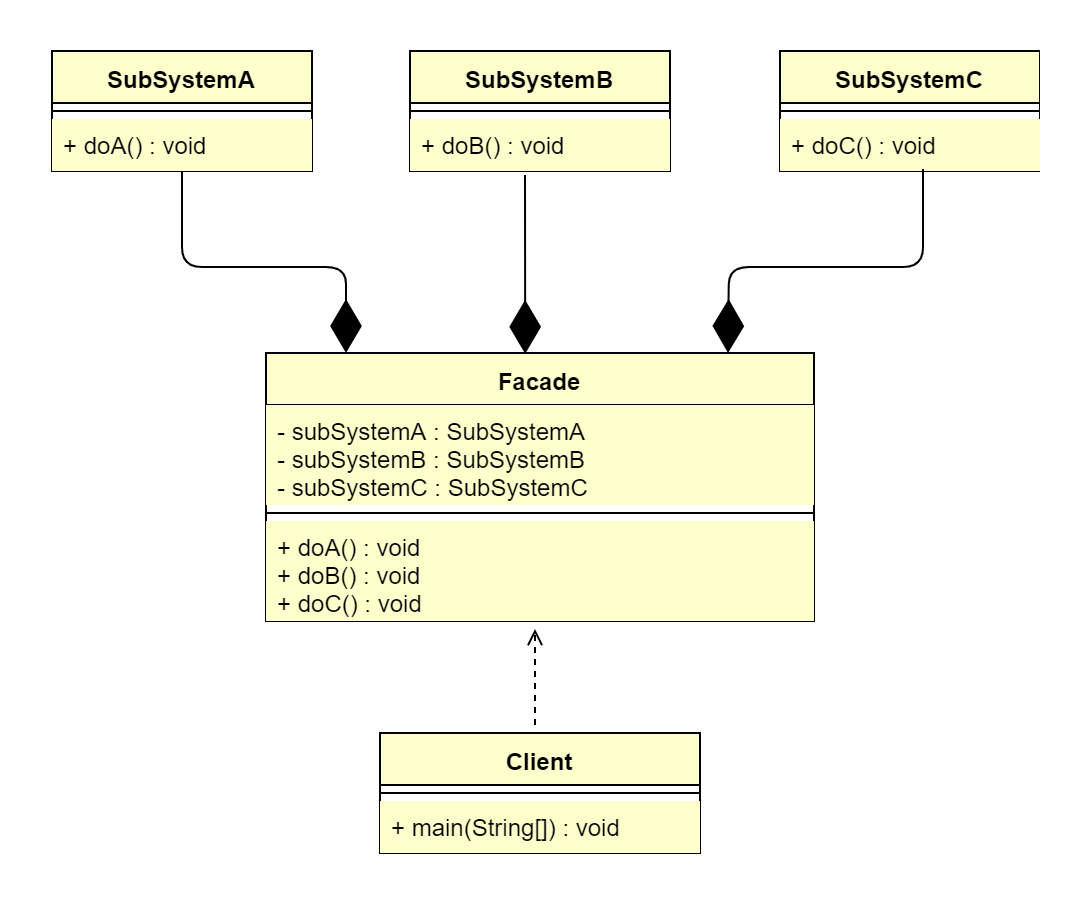 SubSystemA
+ doA() : void
SubSystemB
+ doB() : void
SubSystemC
+ doC() : void
Facade
- subSystemA : SubSystemA
- subSystemB : SubSystemB
- subSystemC : SubSystemC
+ doA() : void
+ doB() : void
+ doC() : void
Client
+ main(String[]) : void